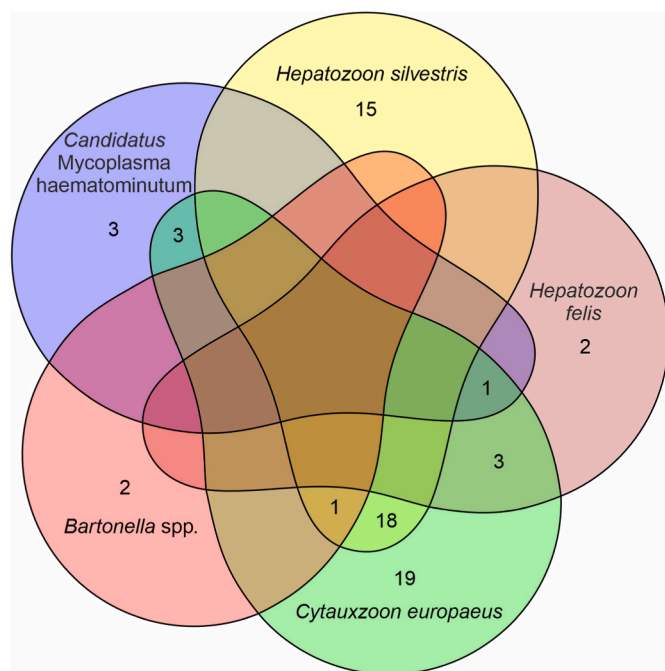 Hepatozoon silvestris
15
Candidatus
Mycoplasma
haematominutum
3
3
Hepatozoon
felis
2
1
3
2
Bartonella spp.
1
18
19
Cytauxzoon europaeus